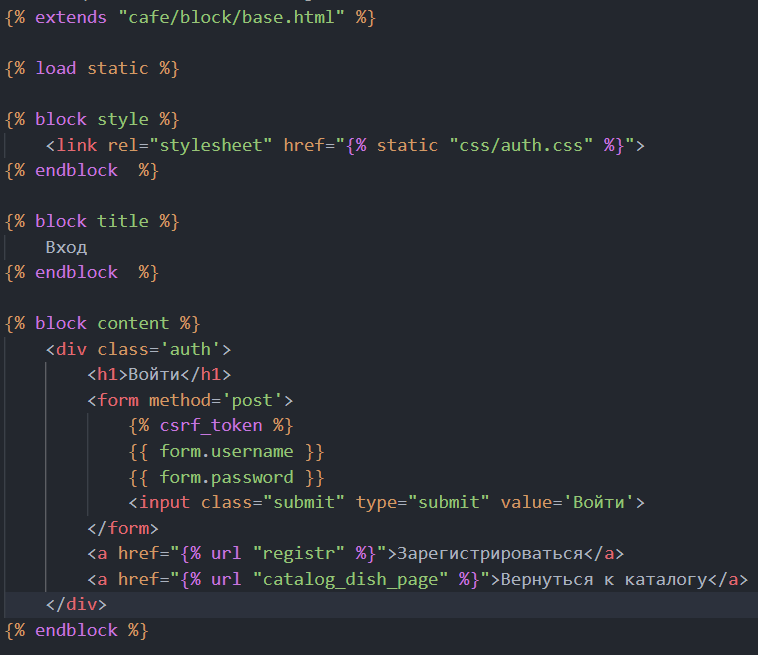 {% extends "cafe/block/base.html" %}
{% load static %}
{% block style %}
<link rel="stylesheet" href="{% static "css/auth.css" %}">
{% endblock  %}
{% block title %}
Вход
{% endblock  %}
{% block content %}
<div class='auth'>
<h1>Войти</h1>
<form method='post'>
{% csrf_token %}
{{ form.username }}
{{ form.password }}
<input class="submit" type="submit" value='Войти'>
</form>
<a href="{% url "registr" %}">Зарегистрироваться</a>
<a href="{% url "catalog_dish_page" %}">Вернуться к каталогу</a>
</div>
{% endblock %}